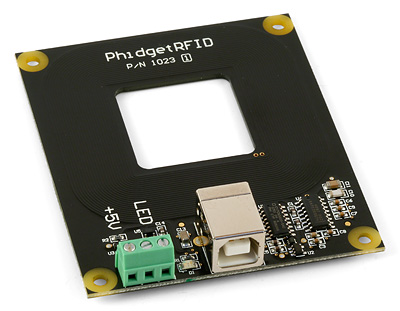 PhidgetRFID
P/N 1023 1
LED
+5V